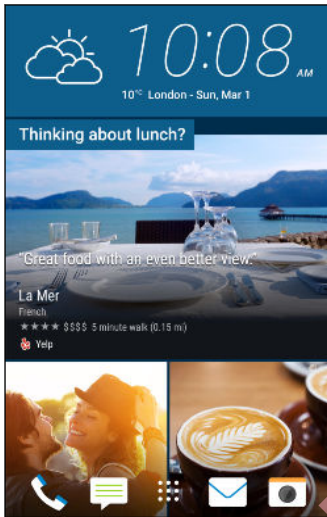 10:08 AM
10°C London - Sun, Mar 1
Thinking about lunch?
"Great food with an even better view."
La Mer
French
★★★★ $$$$ 5 minute walk (0.15 mi)
Yelp